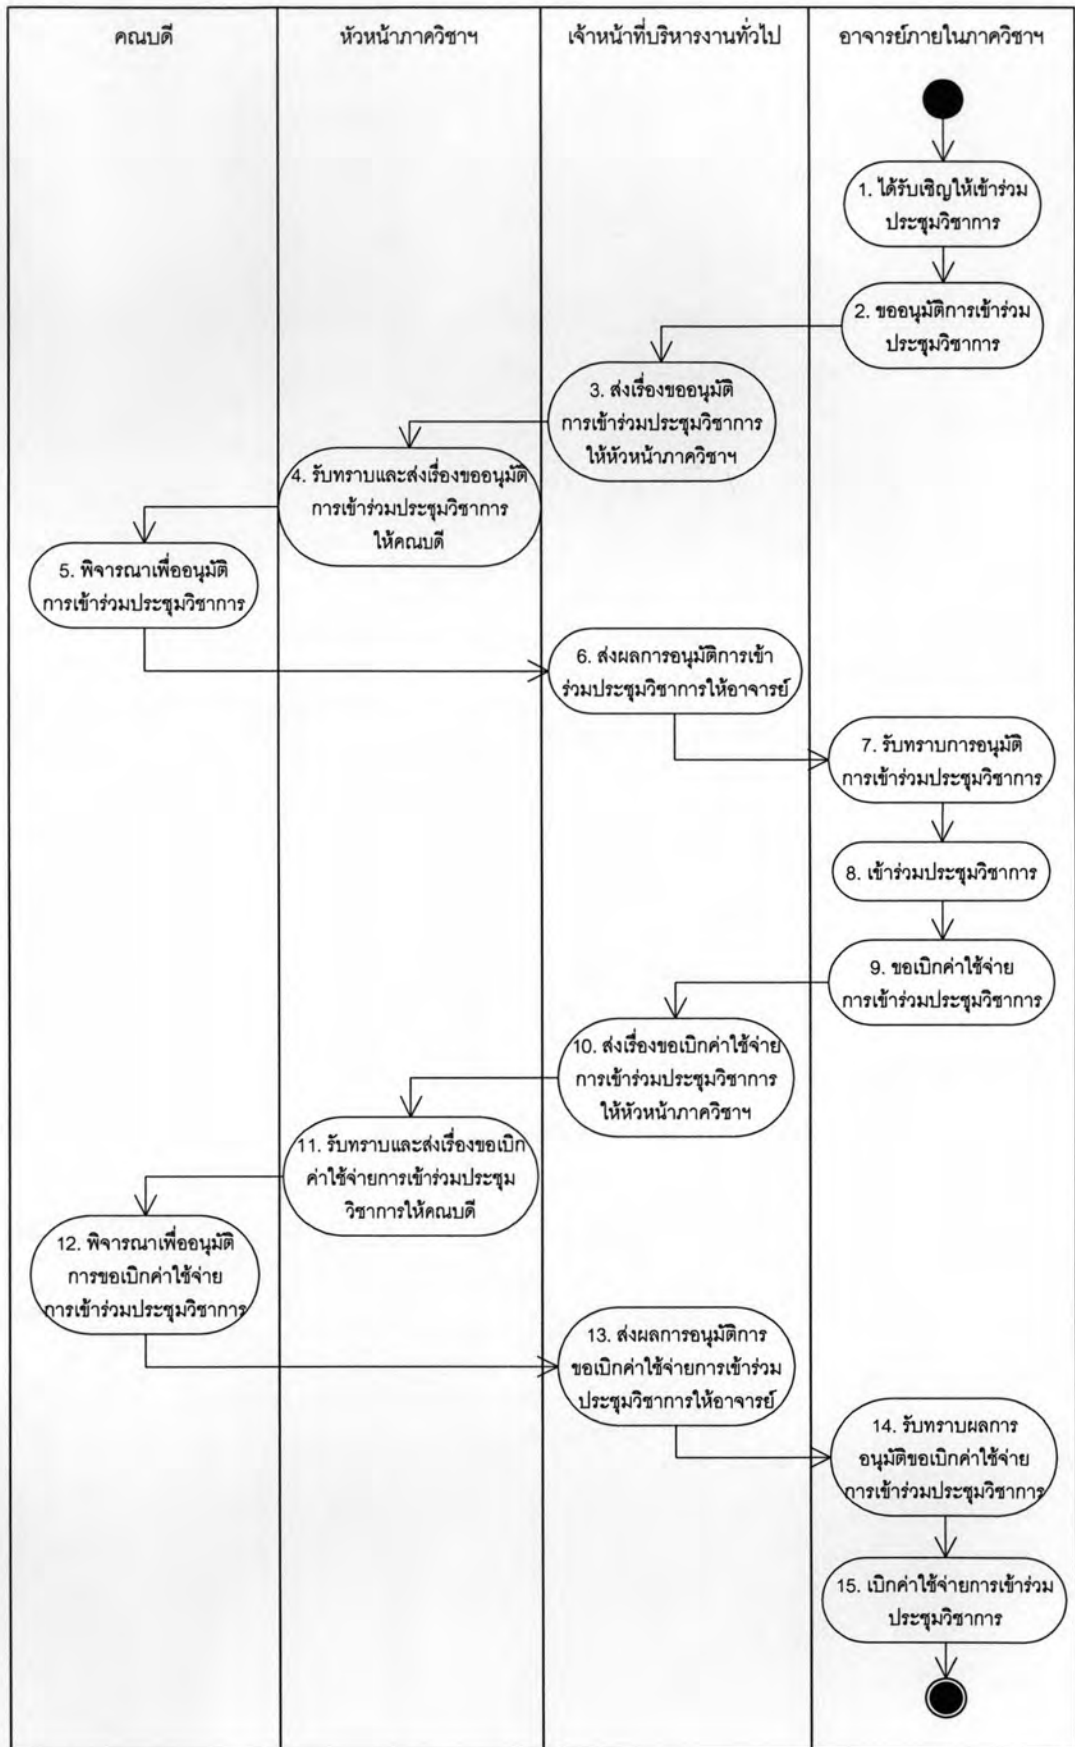 คณบดี
หัวหน้าภาควิชาฯ
เจ้าหน้าที่บริหารงานทั่วไป
อาจารย์ภายในภาควิชาฯ
1. ได้รับเชิญให้เข้าร่วม
ประชุมวิชาการ
2. ขออนุมัติการเข้าร่วม
ประชุมวิชาการ
3. ส่งเรื่องขออนุมัติ
การเข้าร่วมประชุมวิชาการ
ให้หัวหน้าภาควิชาฯ
4. รับทราบและส่งเรื่องขออนุมัติ
การเข้าร่วมประชุมวิชาการ
ให้คณบดี
5. พิจารณาเพื่ออนุมัติ
การเข้าร่วมประชุมวิชาการ
6. ส่งผลการอนุมัติการเข้า
ร่วมประชุมวิชาการให้อาจารย์
7. รับทราบการอนุมัติ
การเข้าร่วมประชุมวิชาการ
8. เข้าร่วมประชุมวิชาการ
9. ขอเบิกค่าใช้จ่าย
การเข้าร่วมประชุมวิชาการ
10. ส่งเรื่องขอเบิกค่าใช้จ่าย
การเข้าร่วมประชุมวิชาการ
ให้หัวหน้าภาควิชาฯ
11. รับทราบและส่งเรื่องขอเบิก
ค่าใช้จ่ายการเข้าร่วมประชุม
วิชาการให้คณบดี
12. พิจารณาเพื่ออนุมัติ
การขอเบิกค่าใช้จ่าย
การเข้าร่วมประชุมวิชาการ
13. ส่งผลการอนุมัติการ
ขอเบิกค่าใช้จ่ายการเข้าร่วม
ประชุมวิชาการให้อาจารย์
14. รับทราบผลการ
อนุมัติขอเบิกค่าใช้จ่าย
การเข้าร่วมประชุมวิชาการ
15. เบิกค่าใช้จ่ายการเข้าร่วม
ประชุมวิชาการ